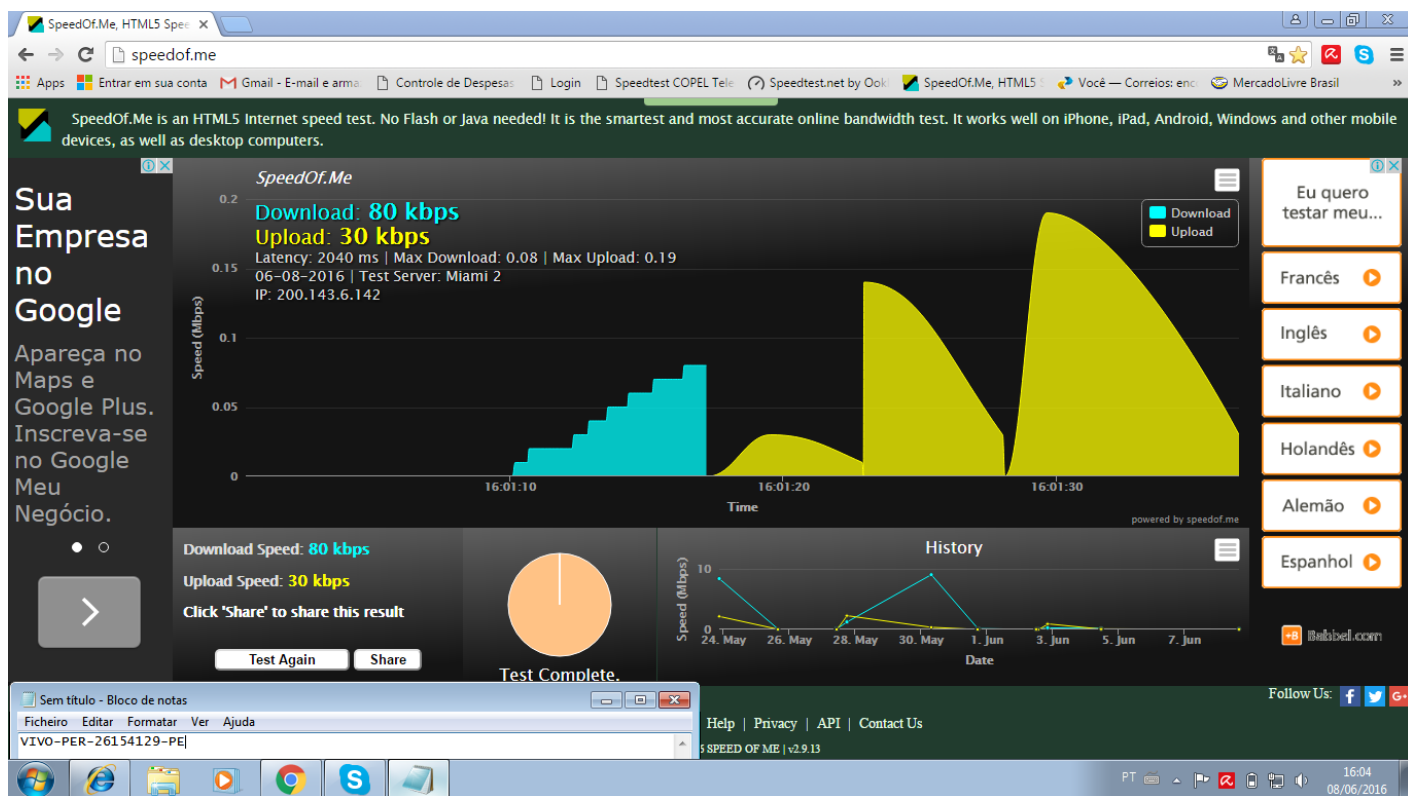 SpeedOf.Me, HTML5 Spee
speedof.me
Apps
Entrar em sua conta
Gmail - E-mail e arma
Controle de Despesas
Login
Speedtest COPEL Tele
Speedtest.net by Ookl
SpeedOf.Me, HTML5 S
Você — Correios: enc
MercadoLivre Brasil
»
SpeedOf.Me is an HTML5 Internet speed test. No Flash or Java needed! It is the smartest and most accurate online bandwidth test. It works well on iPhone, iPad, Android, Windows and other mobile
devices, as well as desktop computers.
Sua
Empresa
no
Google
Apareça no
Maps e
Google Plus.
Inscreva-se
no Google
Meu
Negócio.
SpeedOf.Me
Download: 80 kbps
Upload: 30 kbps
Latency: 2040 ms | Max Download: 0.08 | Max Upload: 0.19
06-08-2016 | Test Server: Miami 2
IP: 200.143.6.142
Download
Upload
Speed (Mbps)
0.2
0.15
0.1
0.05
0
16:01:10
16:01:20
16:01:30
Time
powered by speedof.me
Eu quero
testar meu...
Francês
Inglês
Italiano
Holandês
Alemão
Espanhol
+B Babbel.com
Download Speed: 80 kbps
Upload Speed: 30 kbps
Click 'Share' to share this result
Test Again
Share
Test Complete.
History
Speed (Mbps)
10
0
24. May
26. May
28. May
30. May
1. Jun
3. Jun
5. Jun
7. Jun
Date
Follow Us:
f
G+
Help | Privacy | API | Contact Us
SPEED OF ME | v2.9.13
Sem título - Bloco de notas
Ficheiro Editar Formatar Ver Ajuda
VIVO-PER-26154129-PE
PT
16:04
08/06/2016